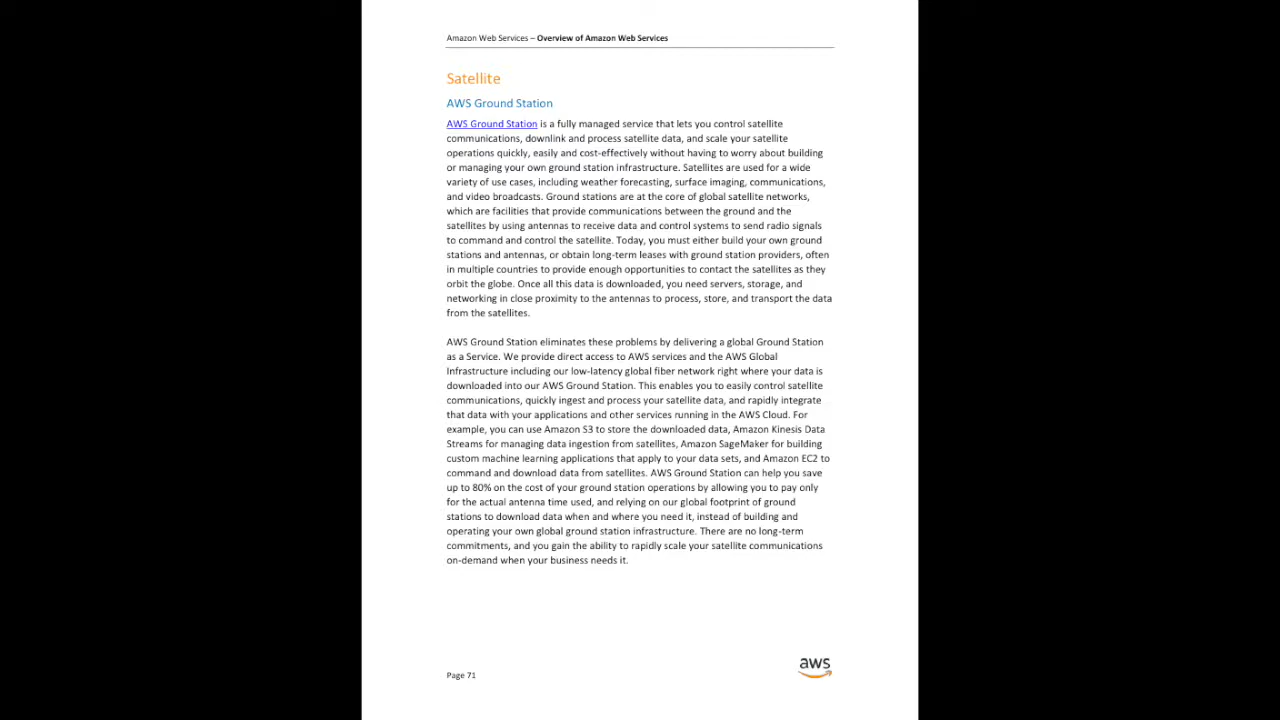 Amazon Web Services – Overview of Amazon Web Services
Satellite
AWS Ground Station
AWS Ground Station is a fully managed service that lets you control satellite
communications, downlink and process satellite data, and scale your satellite
operations quickly, easily and cost-effectively without having to worry about building
or managing your own ground station infrastructure. Satellites are used for a wide
variety of use cases, including weather forecasting, surface imaging, communications,
and video broadcasts. Ground stations are at the core of global satellite networks,
which are facilities that provide communications between the ground and the
satellites by using antennas to receive data and control systems to send radio signals
to command and control the satellite. Today, you must either build your own ground
stations and antennas, or obtain long-term leases with ground station providers, often
in multiple countries to provide enough opportunities to contact the satellites as they
orbit the globe. Once all this data is downloaded, you need servers, storage, and
networking in close proximity to the antennas to process, store, and transport the data
from the satellites.
AWS Ground Station eliminates these problems by delivering a global Ground Station
as a Service. We provide direct access to AWS services and the AWS Global
Infrastructure including our low-latency global fiber network right where your data is
downloaded into our AWS Ground Station. This enables you to easily control satellite
communications, quickly ingest and process your satellite data, and rapidly integrate
that data with your applications and other services running in the AWS Cloud. For
example, you can use Amazon S3 to store the downloaded data, Amazon Kinesis Data
Streams for managing data ingestion from satellites, Amazon SageMaker for building
custom machine learning applications that apply to your data sets, and Amazon EC2 to
command and download data from satellites. AWS Ground Station can help you save
up to 80% on the cost of your ground station operations by allowing you to pay only
for the actual antenna time used, and relying on our global footprint of ground
stations to download data when and where you need it, instead of building and
operating your own global ground station infrastructure. There are no long-term
commitments, and you gain the ability to rapidly scale your satellite communications
on-demand when your business needs it.
aws
Page 71